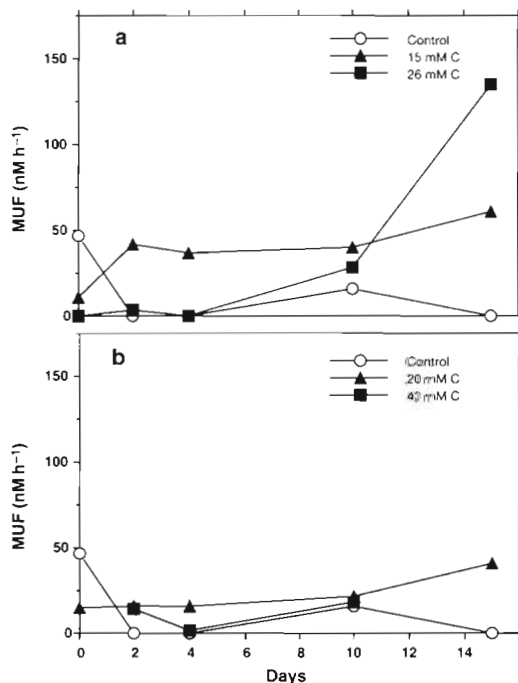 a
Control
15 mM C
26 mM C
MUF (nM h⁻¹)
150
100
50
0
b
Control
20 mM C
40 mM C
MUF (nM h⁻¹)
150
100
50
0
0 2 4 6 8 10 12 14
Days